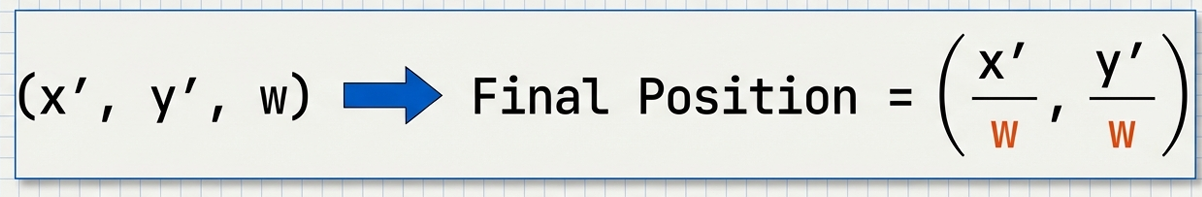 (x′, y′, w) ➡ Final Position = (x′/w, y′/w)